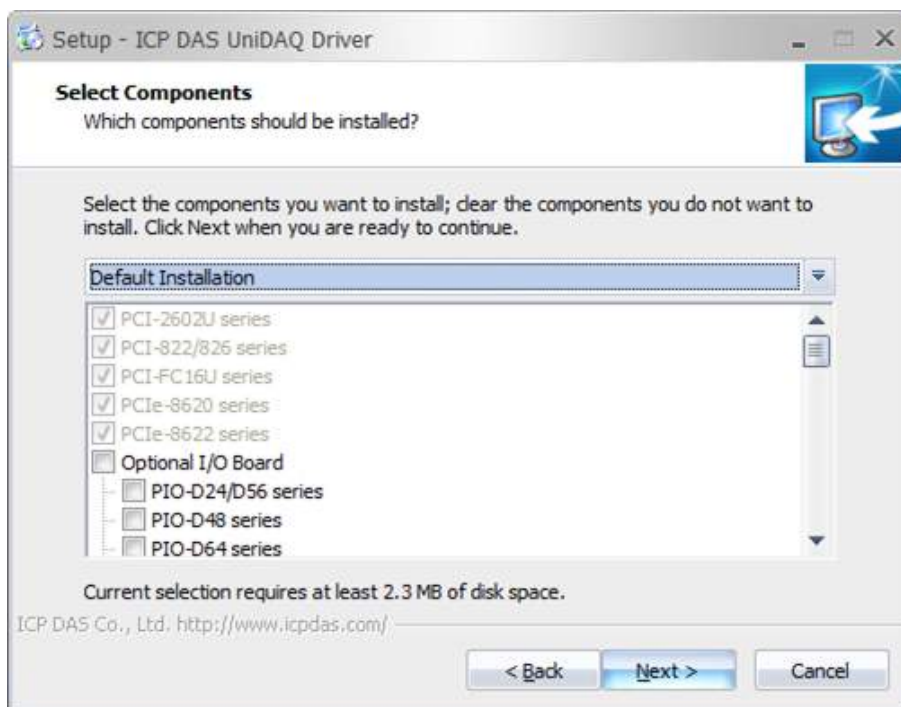 Setup - ICP DAS UniDAQ Driver
Select Components
Which components should be installed?
Select the components you want to install; clear the components you do not want to
install. Click Next when you are ready to continue.
Default Installation
PCI-2602U series
PCI-822/826 series
PCI-FC16U series
PCIe-8620 series
PCIe-8622 series
Optional I/O Board
PIO-D24/D56 series
PIO-D48 series
PIO-D64 series
Current selection requires at least 2.3 MB of disk space.
ICP DAS Co., Ltd. http://www.icpdas.com/
< Back Next > Cancel